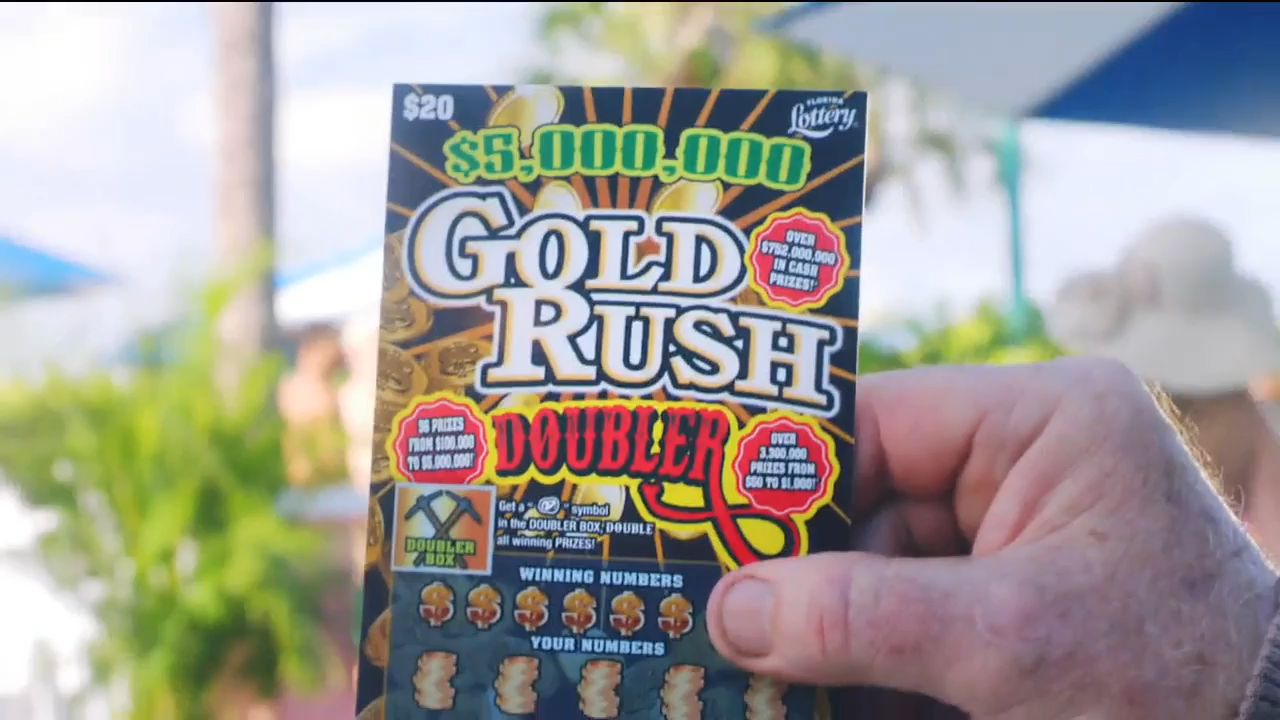 $20
FLORIDA
Lottery
$5,000,000
GOLD
RUSH
DOUBLER
OVER
$752,000,000
IN CASH
PRIZES!
36 PRIZES
FROM $100,000
TO $5,000,000!
OVER
3,300,000
PRIZES FROM
$50 TO $1,000!
DOUBLER
BOX
Get a " " symbol
in the DOUBLER BOX, DOUBLE
all winning PRIZES!
WINNING NUMBERS
YOUR NUMBERS